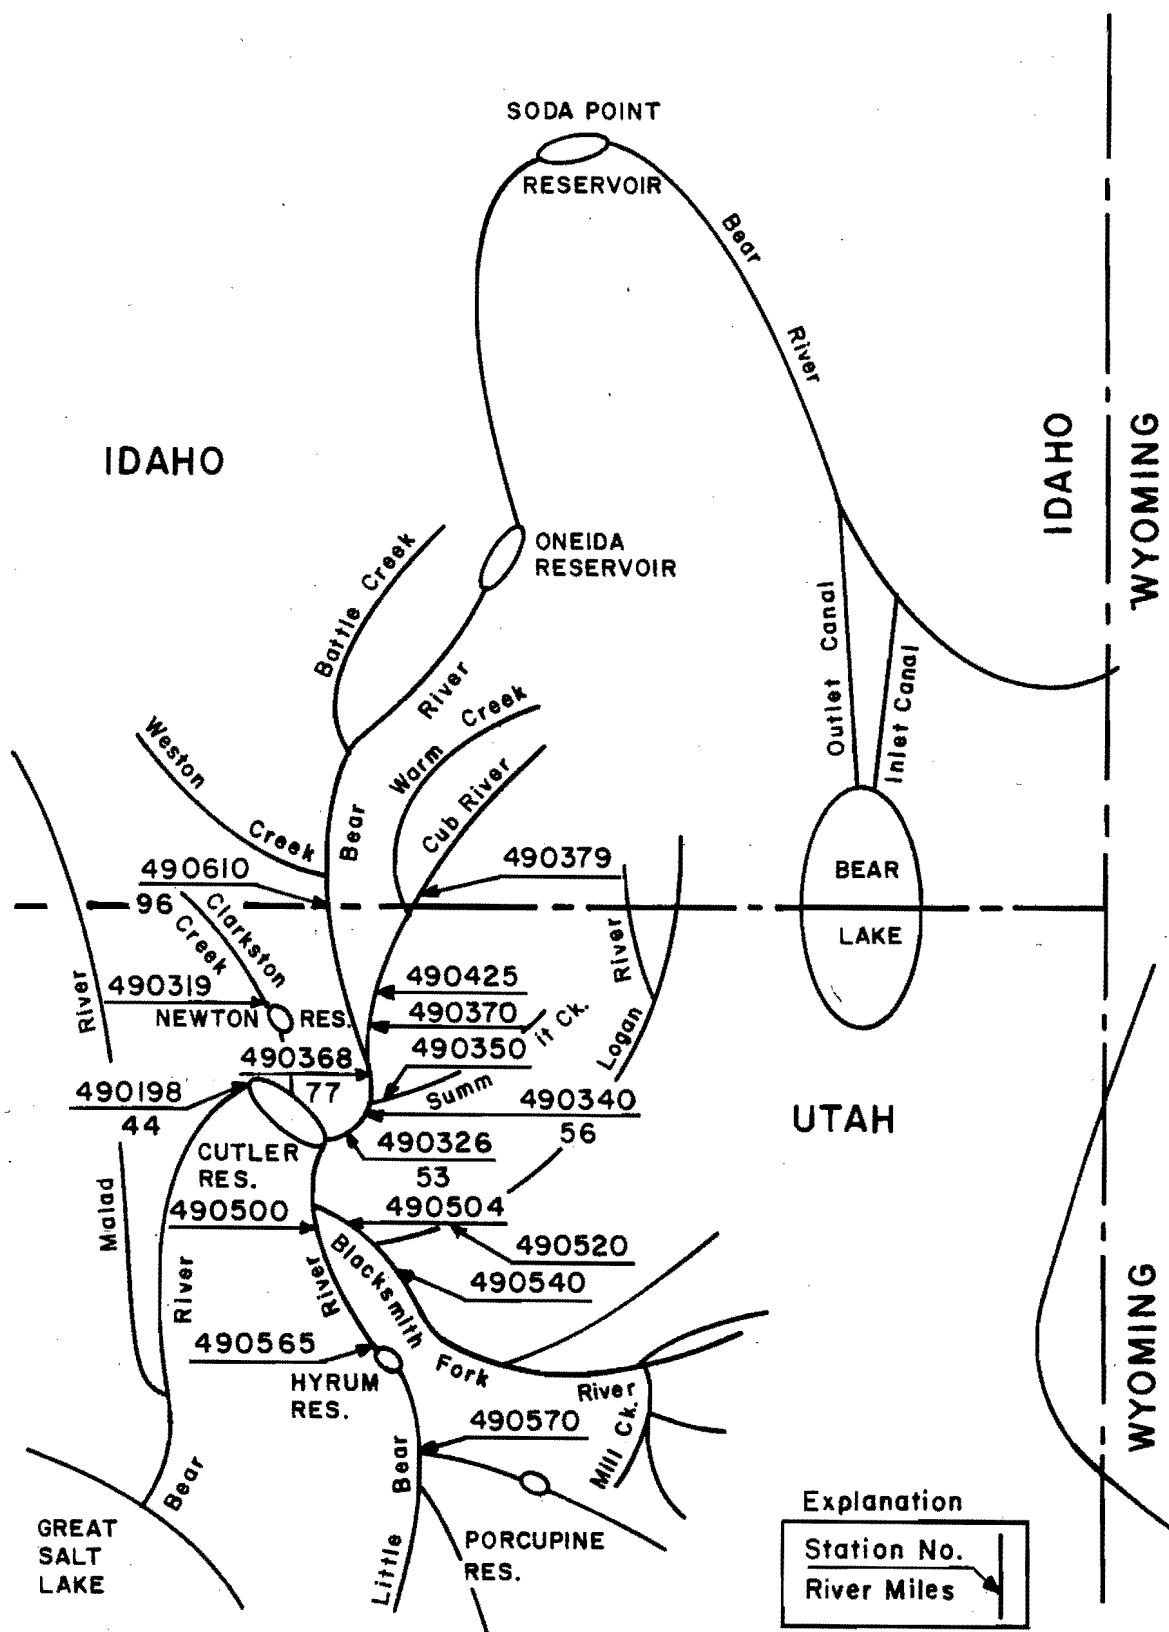 SODA POINT
RESERVOIR
Bear
River
IDAHO
IDAHO
WYOMING
ONEIDA
RESERVOIR
Battle Creek
River
Warm Creek
Cub River
Weston
Creek
Bear
Outlet Canal
Inlet Canal
490610
96
490379
BEAR
LAKE
Clarkston
Creek
River
490319
NEWTON RES.
490425
490370
490350
Summit Ck.
River
Logan
490368
77
490198
44
490340
56
490326
53
CUTLER
RES.
UTAH
Malad
490500
490504
490520
490540
River
River
Blacksmith Fork River
490565
HYRUM
RES.
Mill Ck.
490570
Bear
Bear
Little
PORCUPINE
RES.
GREAT
SALT
LAKE
WYOMING
Explanation
Station No.
River Miles